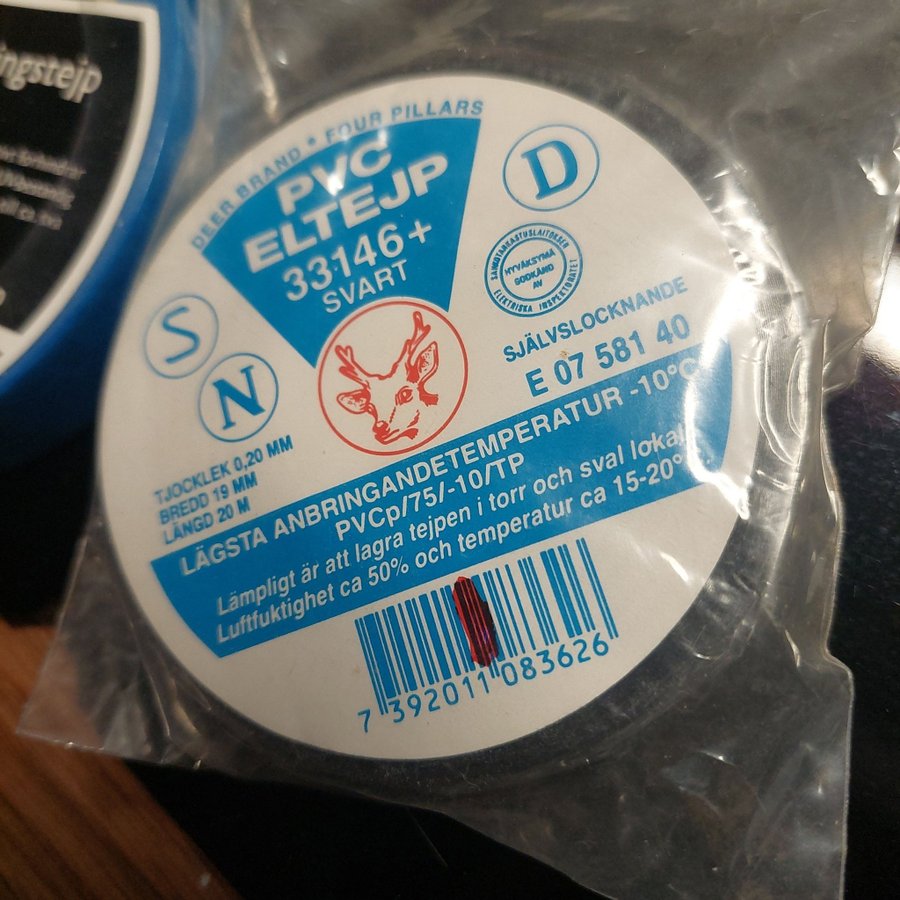 ingstejp
DEER BRAND * FOUR PILLARS
PVC
ELTEJP
33146+
SVART
D
S
N
SÄHKÖTARKASTUSLAITOKSEN
HYVÄKSYMÄ
GODKÄND
AV
ELEKTRISKA INSPEKTORATET
SJÄLVSLOCKNANDE
E 07 581 40
TJOCKLEK 0,20 MM
BREDD 19 MM
LÄNGD 20 M
LÄGSTA ANBRINGANDETEMPERATUR -10°C
PVCp/75/-10/TP
Lämpligt är att lagra tejpen i torr och sval lokal
Luftfuktighet ca 50% och temperatur ca 15-20°
7 392011 083626